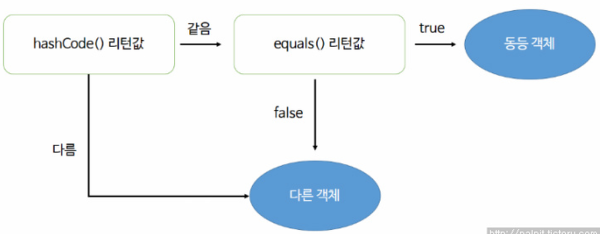 hashCode() 리턴값
같음
equals() 리턴값
true
동등 객체
false
다름
다른 객체